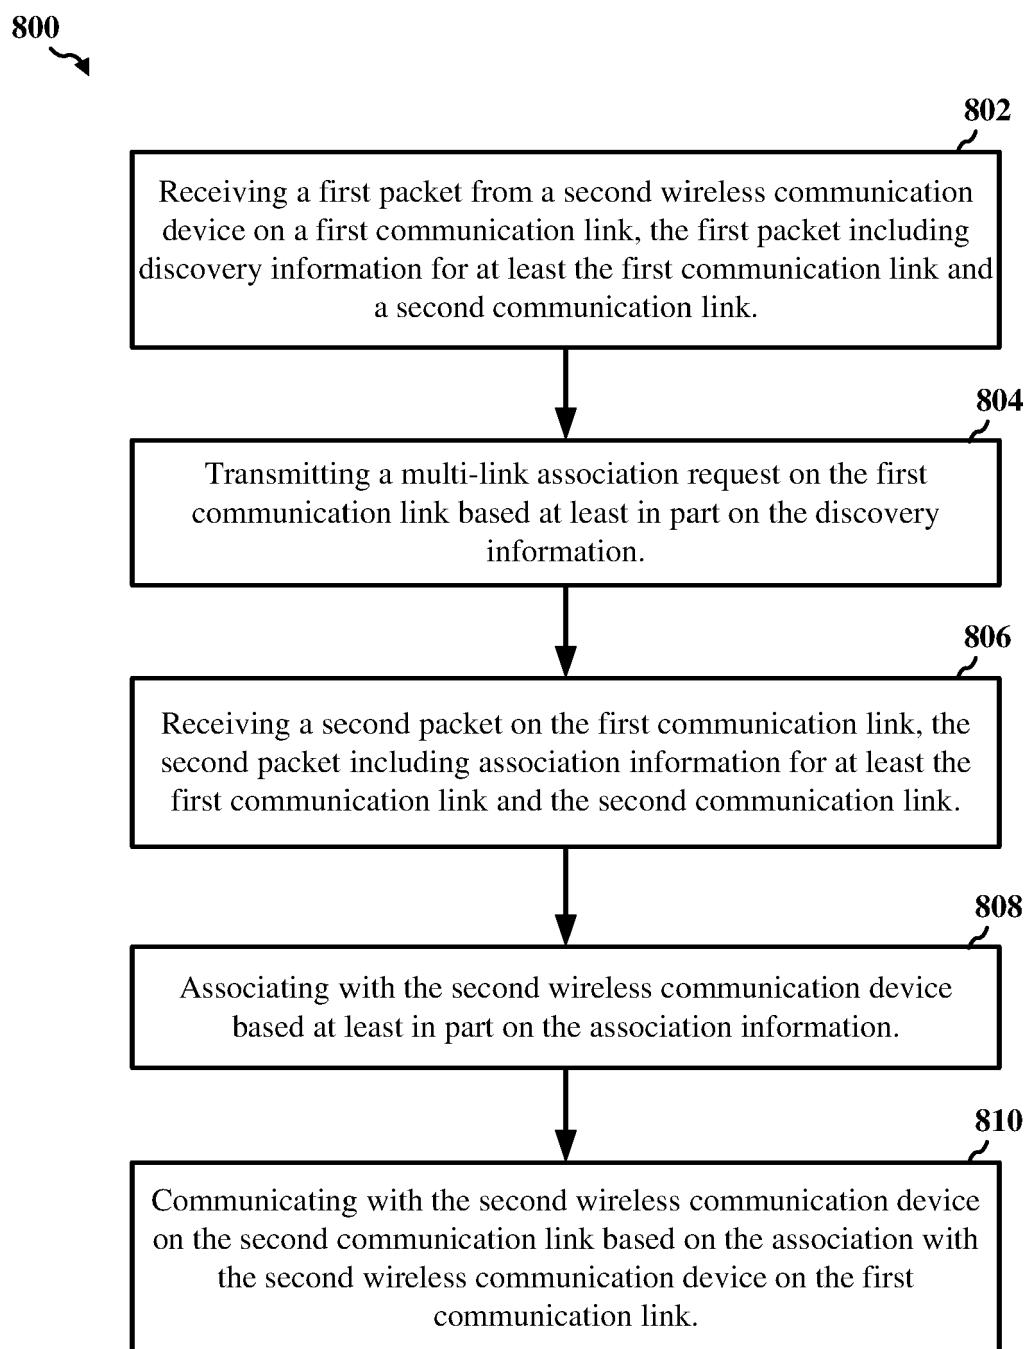 800
802
Receiving a first packet from a second wireless communication
device on a first communication link, the first packet including
discovery information for at least the first communication link and
a second communication link.
804
Transmitting a multi-link association request on the first
communication link based at least in part on the discovery
information.
806
Receiving a second packet on the first communication link, the
second packet including association information for at least the
first communication link and the second communication link.
808
Associating with the second wireless communication device
based at least in part on the association information.
810
Communicating with the second wireless communication device
on the second communication link based on the association with
the second wireless communication device on the first
communication link.